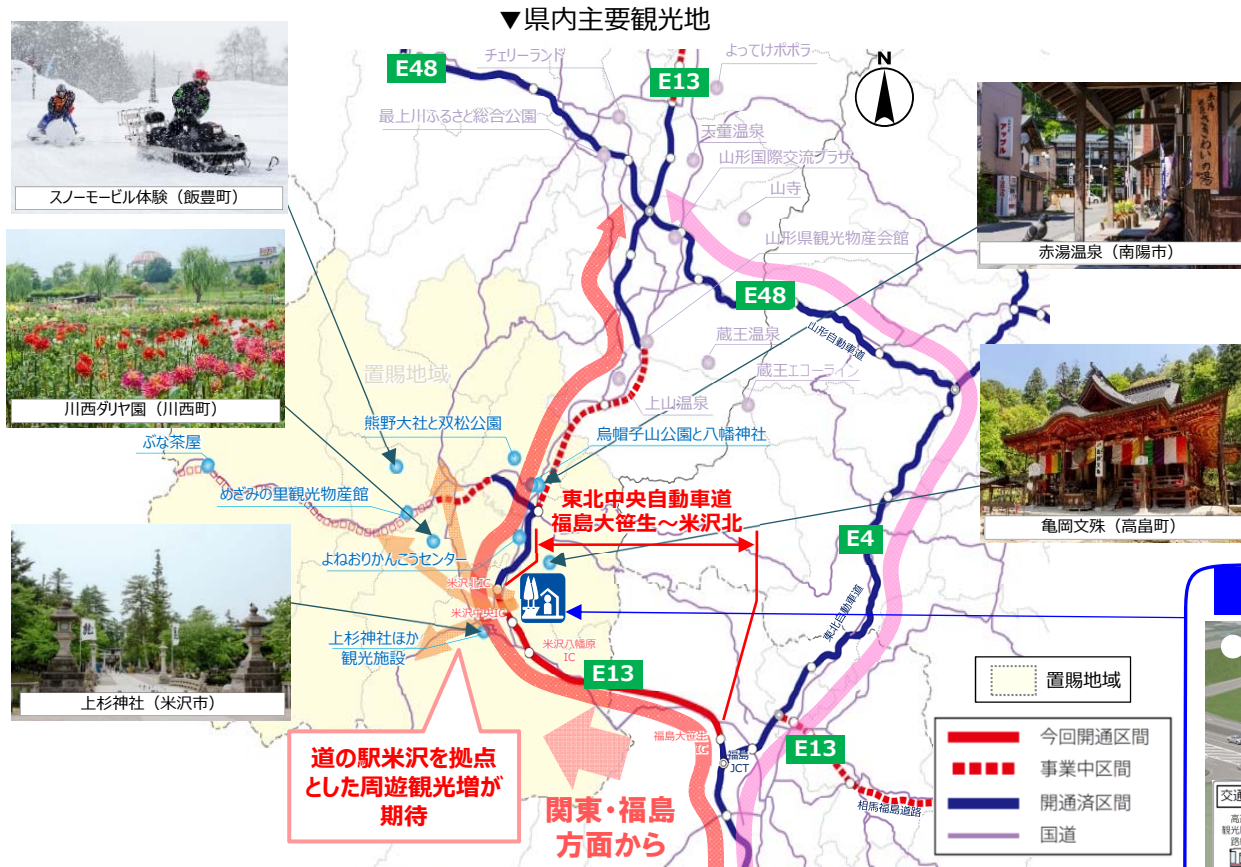 ▼県内主要観光地
チェリーランド
よってけポポラ
N
E48
E13
最上川ふるさと総合公園
天童温泉
山形国際交流プラザ
山寺
山形県観光物産会館
スノーモービル体験（飯豊町）
赤湯温泉（南陽市）
E48
山形自動車道
蔵王温泉
蔵王エコーライン
置賜地域
上山温泉
川西ダリヤ園（川西町）
熊野大社と双松公園
烏帽子山公園と八幡神社
ぶな茶屋
めざみの里観光物産館
東北中央自動車道
福島大笹生～米沢北
亀岡文殊（高畠町）
E4
よねおりかんこうセンター
米沢北IC
米沢中央IC
東北自動車道
上杉神社ほか
観光施設
米沢八幡原
IC
E13
上杉神社（米沢市）
置賜地域
福島大笹生
IC
福島
JCT
E13
相馬福島道路
道の駅米沢を拠点
とした周遊観光増が
期待
関東・福島
方面から
今回開通区間
事業中区間
開通済区間
国道
交通
観光